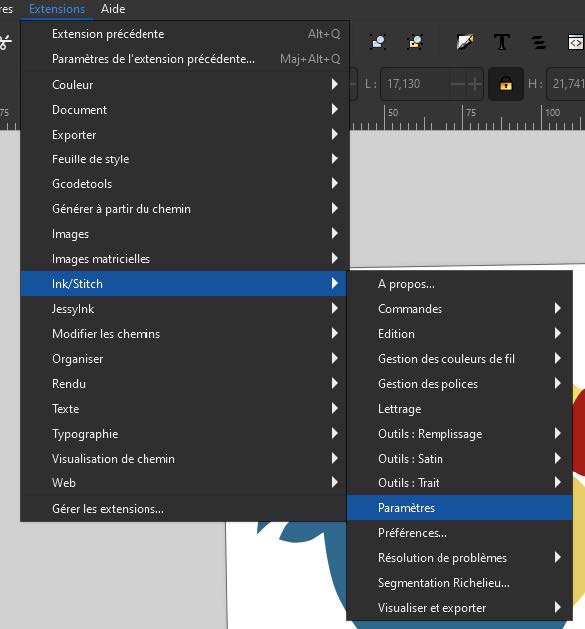 res Extensions Aide
Extension précédente Alt+Q
Paramètres de l'extension précédente... Maj+Alt+Q
Couleur
Document
Exporter
Feuille de style
Gcodetools
Générer à partir du chemin
Images
Images matricielles
Ink/Stitch
JessyInk
Modifier les chemins
Organiser
Rendu
Texte
Typographie
Visualisation de chemin
Web
Gérer les extensions...
L : 17,130 H : 21,741
75 50 75 100
A propos...
Commandes
Edition
Gestion des couleurs de fil
Gestion des polices
Lettrage
Outils : Remplissage
Outils : Satin
Outils : Trait
Paramètres
Préférences...
Résolution de problèmes
Segmentation Richelieu...
Visualiser et exporter